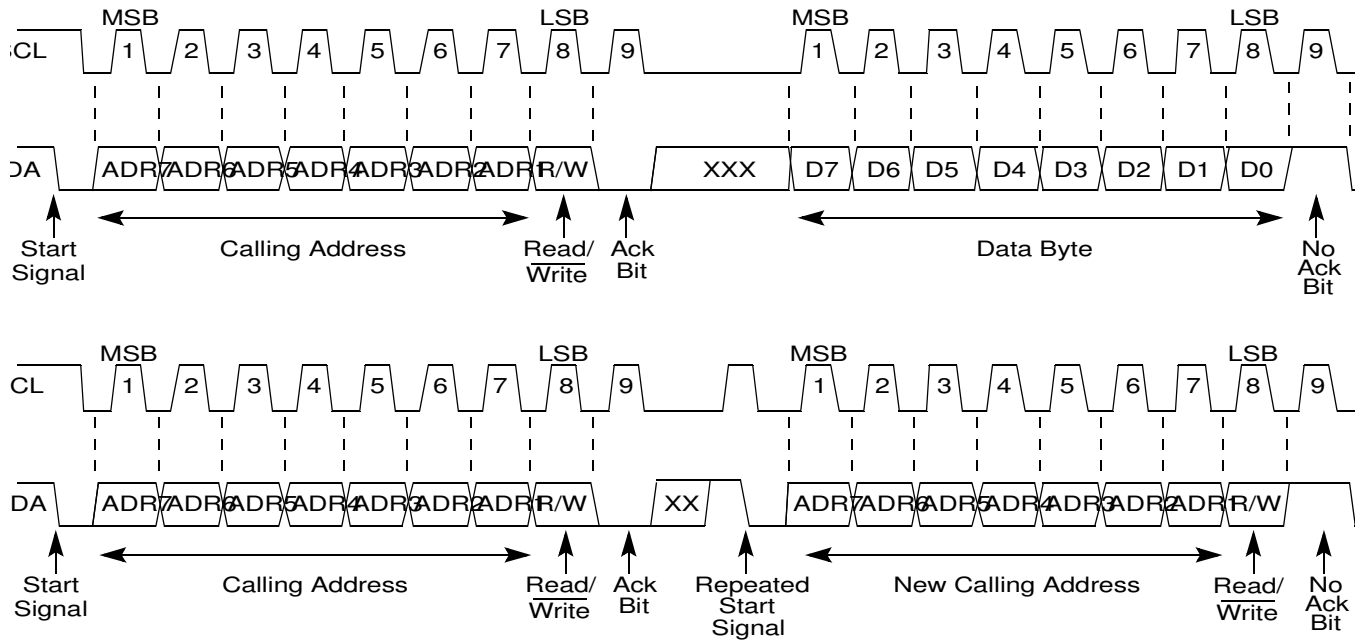 MSB LSB MSB LSB
SCL 1 2 3 4 5 6 7 8 9 1 2 3 4 5 6 7 8 9
DA ADR7 ADR6 ADR5 ADR4 ADR3 ADR2 ADR1 R/W XXX D7 D6 D5 D4 D3 D2 D1 D0
Start Signal
Calling Address
Read/
Write
Ack
Bit
Data Byte
No
Ack
Bit
MSB LSB MSB LSB
CL 1 2 3 4 5 6 7 8 9 1 2 3 4 5 6 7 8 9
DA ADR7 ADR6 ADR5 ADR4 ADR3 ADR2 ADR1 R/W XX ADR7 ADR6 ADR5 ADR4 ADR3 ADR2 ADR1 R/W
Start
Signal
Calling Address
Read/
Write
Ack
Bit
Repeated
Start
Signal
New Calling Address
Read/
Write
No
Ack
Bit